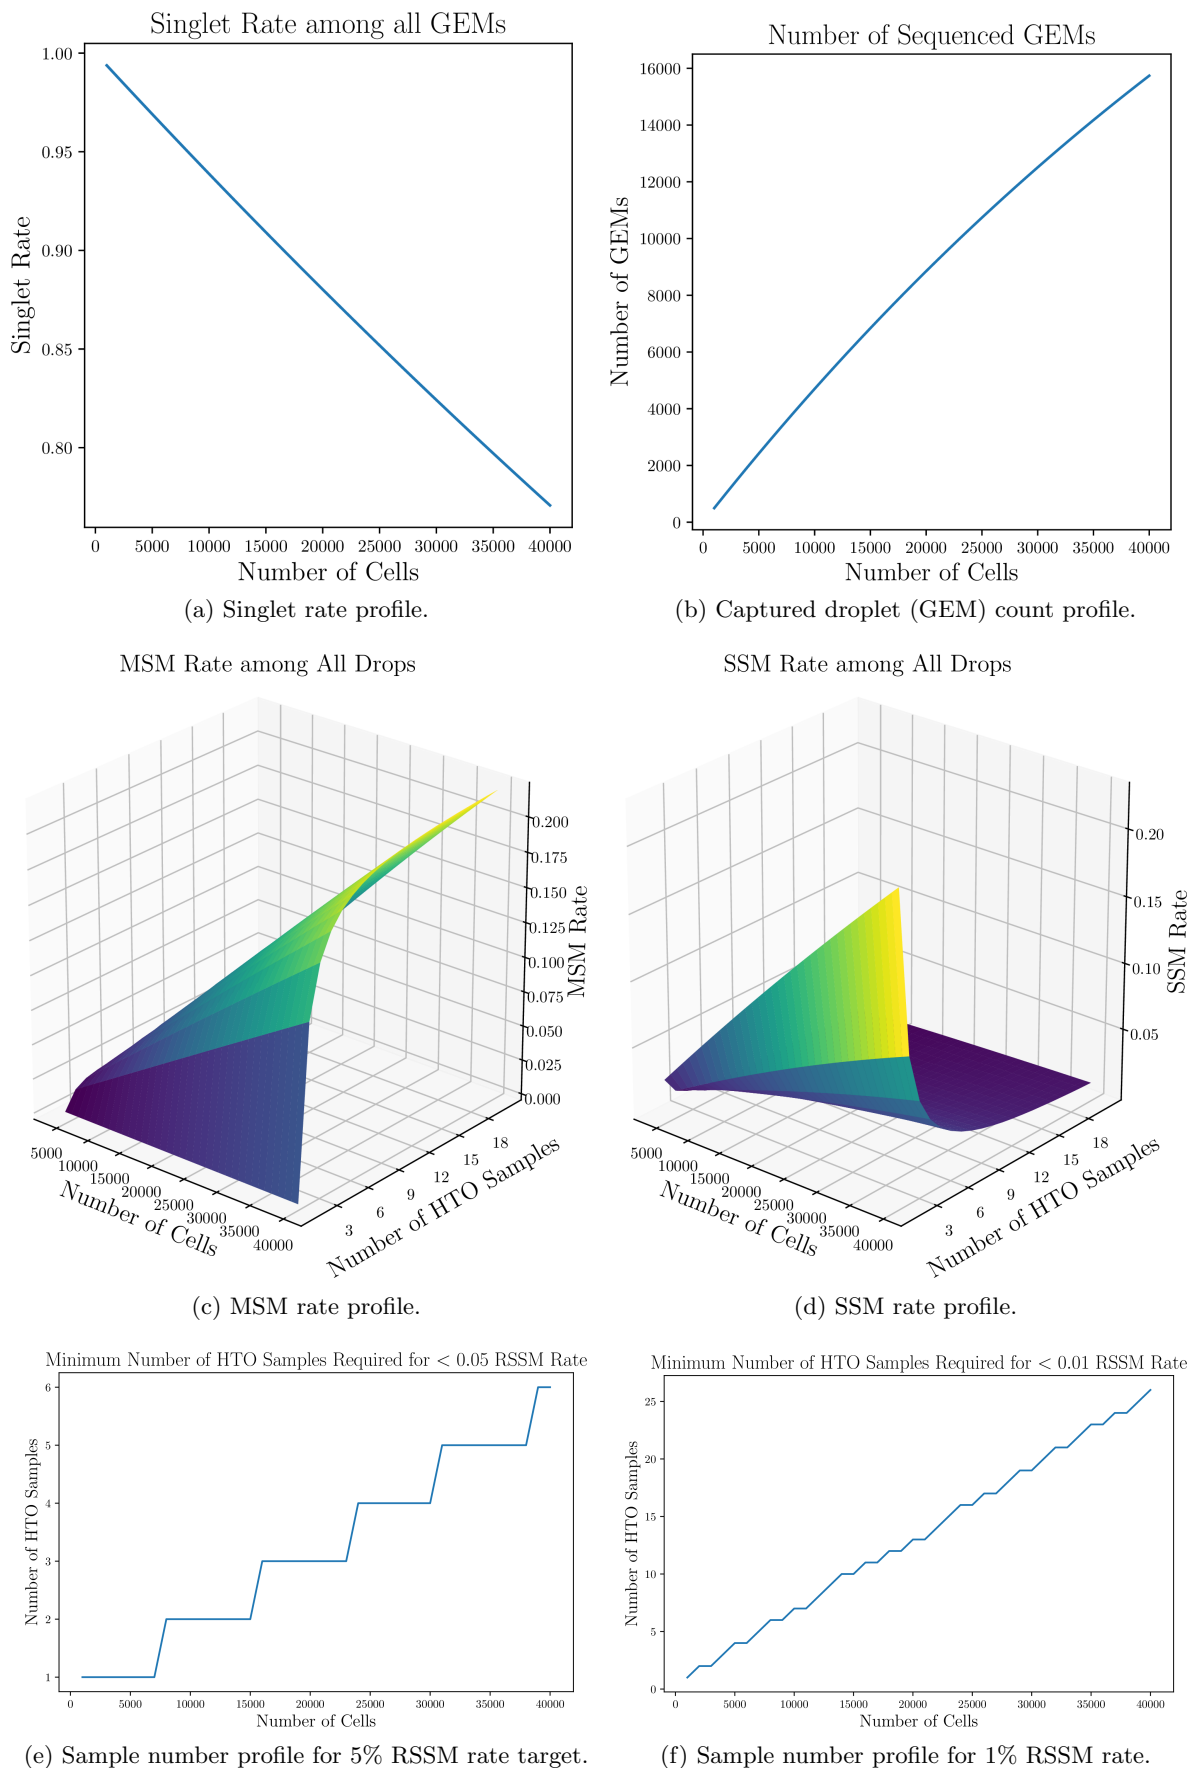 Singlet Rate among all GEMs
1.00
0.95
0.90
0.85
0.80
Singlet Rate
0 5000 10000 15000 20000 25000 30000 35000 40000
Number of Cells
(a) Singlet rate profile.
Number of Sequenced GEMs
16000
14000
12000
10000
8000
6000
4000
2000
0
Number of GEMs
0 5000 10000 15000 20000 25000 30000 35000 40000
Number of Cells
(b) Captured droplet (GEM) count profile.
MSM Rate among All Drops
0.200
0.175
0.150
0.125
0.100
0.075
0.050
0.025
0.000
MSM Rate
5000 10000 15000 20000 25000 30000 35000 40000
Number of Cells
3 6 9 12 15 18
Number of HTO Samples
(c) MSM rate profile.
SSM Rate among All Drops
0.20
0.15
0.10
0.05
SSM Rate
5000 10000 15000 20000 25000 30000 35000 40000
Number of Cells
3 6 9 12 15 18
Number of HTO Samples
(d) SSM rate profile.
Minimum Number of HTO Samples Required for < 0.05 RSSM Rate
6
5
4
3
2
1
Number of HTO Samples
0 5000 10000 15000 20000 25000 30000 35000 40000
Number of Cells
(e) Sample number profile for 5% RSSM rate target.
Minimum Number of HTO Samples Required for < 0.01 RSSM Rate
25
20
15
10
5
0
Number of HTO Samples
0 5000 10000 15000 20000 25000 30000 35000 40000
Number of Cells
(f) Sample number profile for 1% RSSM rate.